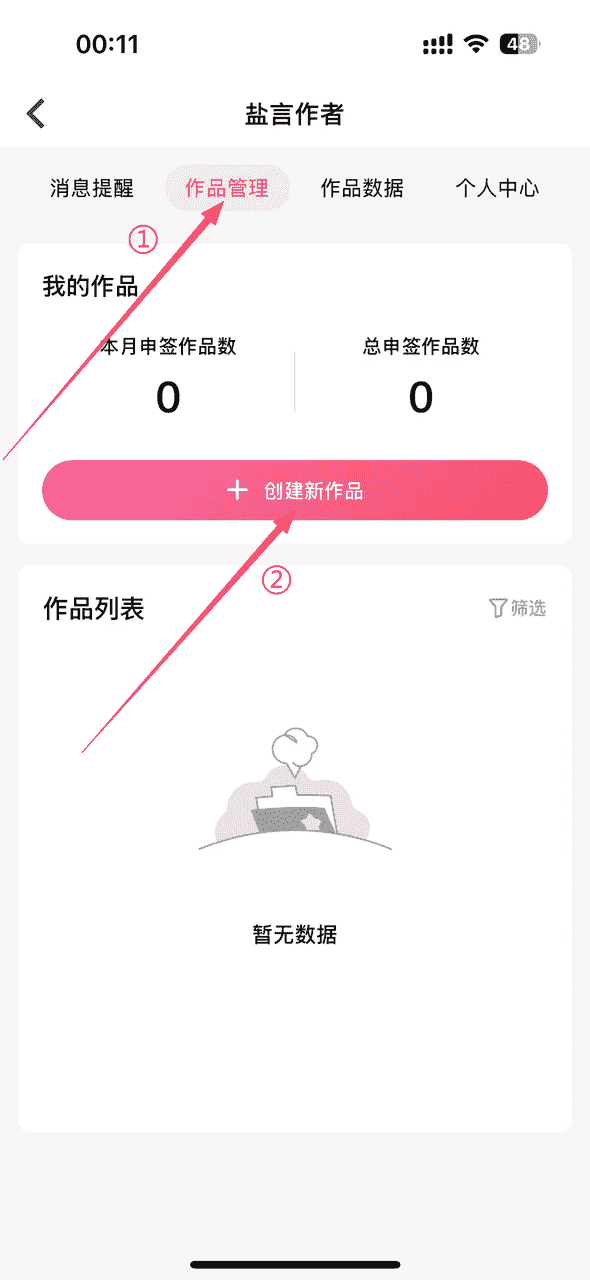 00:11
48
盐言作者
消息提醒 作品管理 作品数据 个人中心
①
我的作品
本月申签作品数 总申签作品数
0 0
创建新作品
②
作品列表 筛选
暂无数据